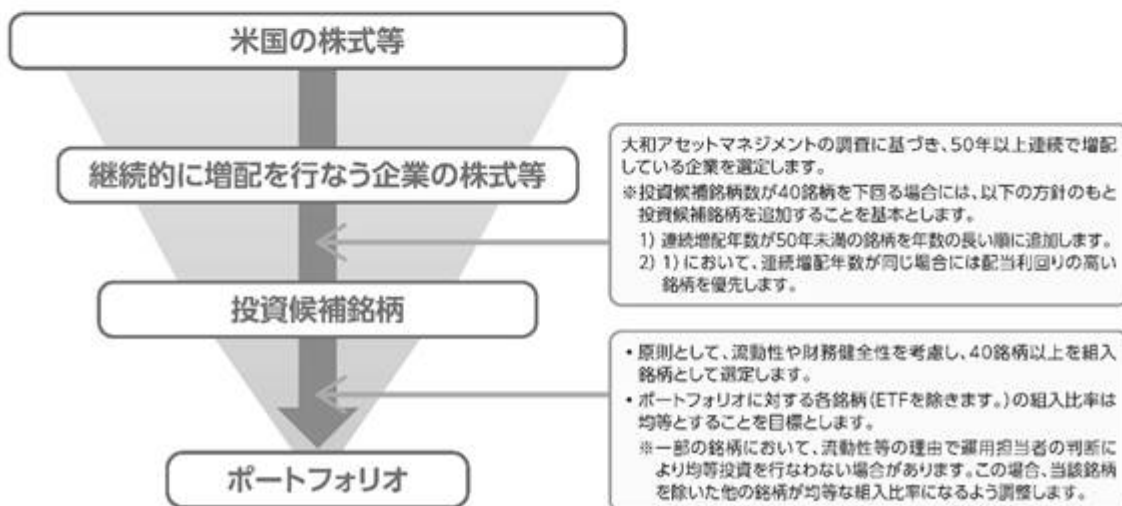 米国の株式等
継続的に増配を行なう企業の株式等
大和アセットマネジメントの調査に基づき、50年以上連続で増配
している企業を選定します。
※投資候補銘柄数が40銘柄を下回る場合には、以下の方針のもと
投資候補銘柄を追加することを基本とします。
1) 連続増配年数が50年未満の銘柄を年数の長い順に追加します。
2) 1)において、連続増配年数が同じ場合には配当利回りの高い
銘柄を優先します。
投資候補銘柄
・原則として、流動性や財務健全性を考慮し、40銘柄以上を組入
銘柄として選定します。
・ポートフォリオに対する各銘柄(ETFを除きます。)の組入比率は
均等とすることを目標とします。
※一部の銘柄において、流動性等の理由で運用担当者の判断に
より均等投資を行なわない場合があります。この場合、当該銘柄
を除いた他の銘柄が均等な組入比率になるよう調整します。
ポートフォリオ